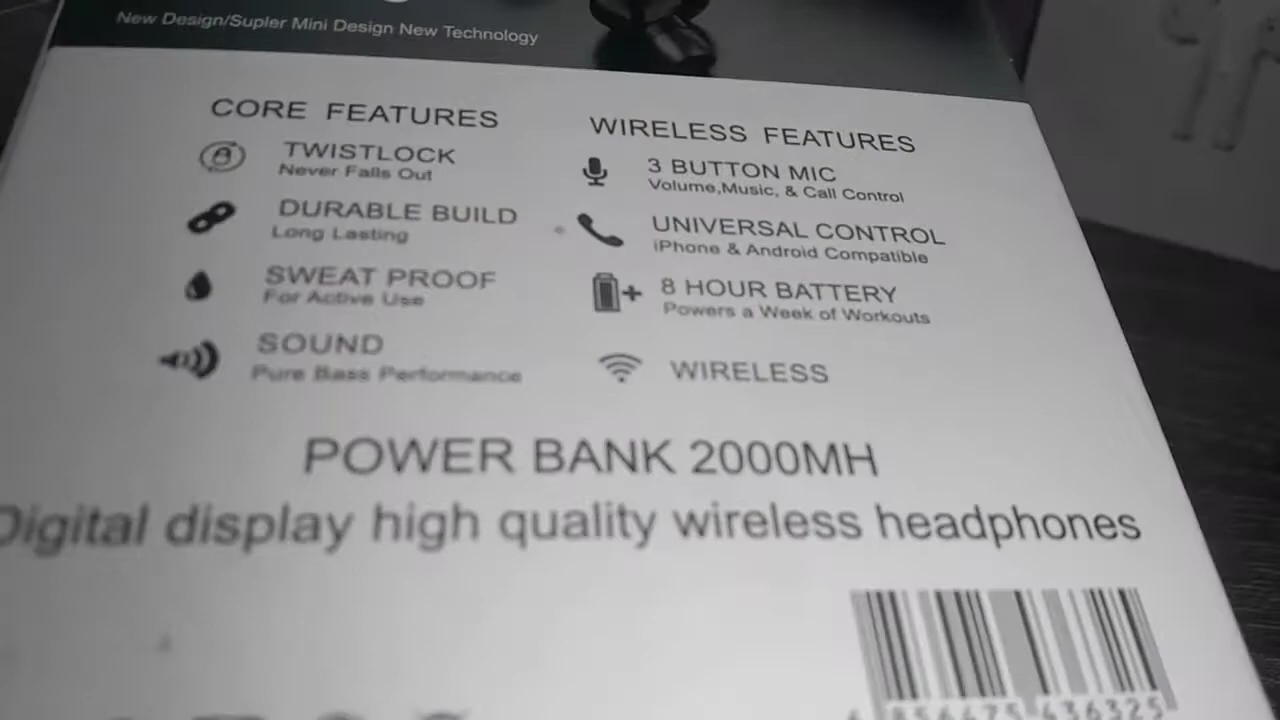 New Design/Supler Mini Design New Technology
CORE FEATURES
TWISTLOCK
Never Falls Out
DURABLE BUILD
Long Lasting
SWEAT PROOF
For Active Use
SOUND
Pure Bass Performance
WIRELESS FEATURES
3 BUTTON MIC
Volume,Music, & Call Control
UNIVERSAL CONTROL
iPhone & Android Compatible
8 HOUR BATTERY
Powers a Week of Workouts
WIRELESS
POWER BANK 2000MH
Digital display high quality wireless headphones